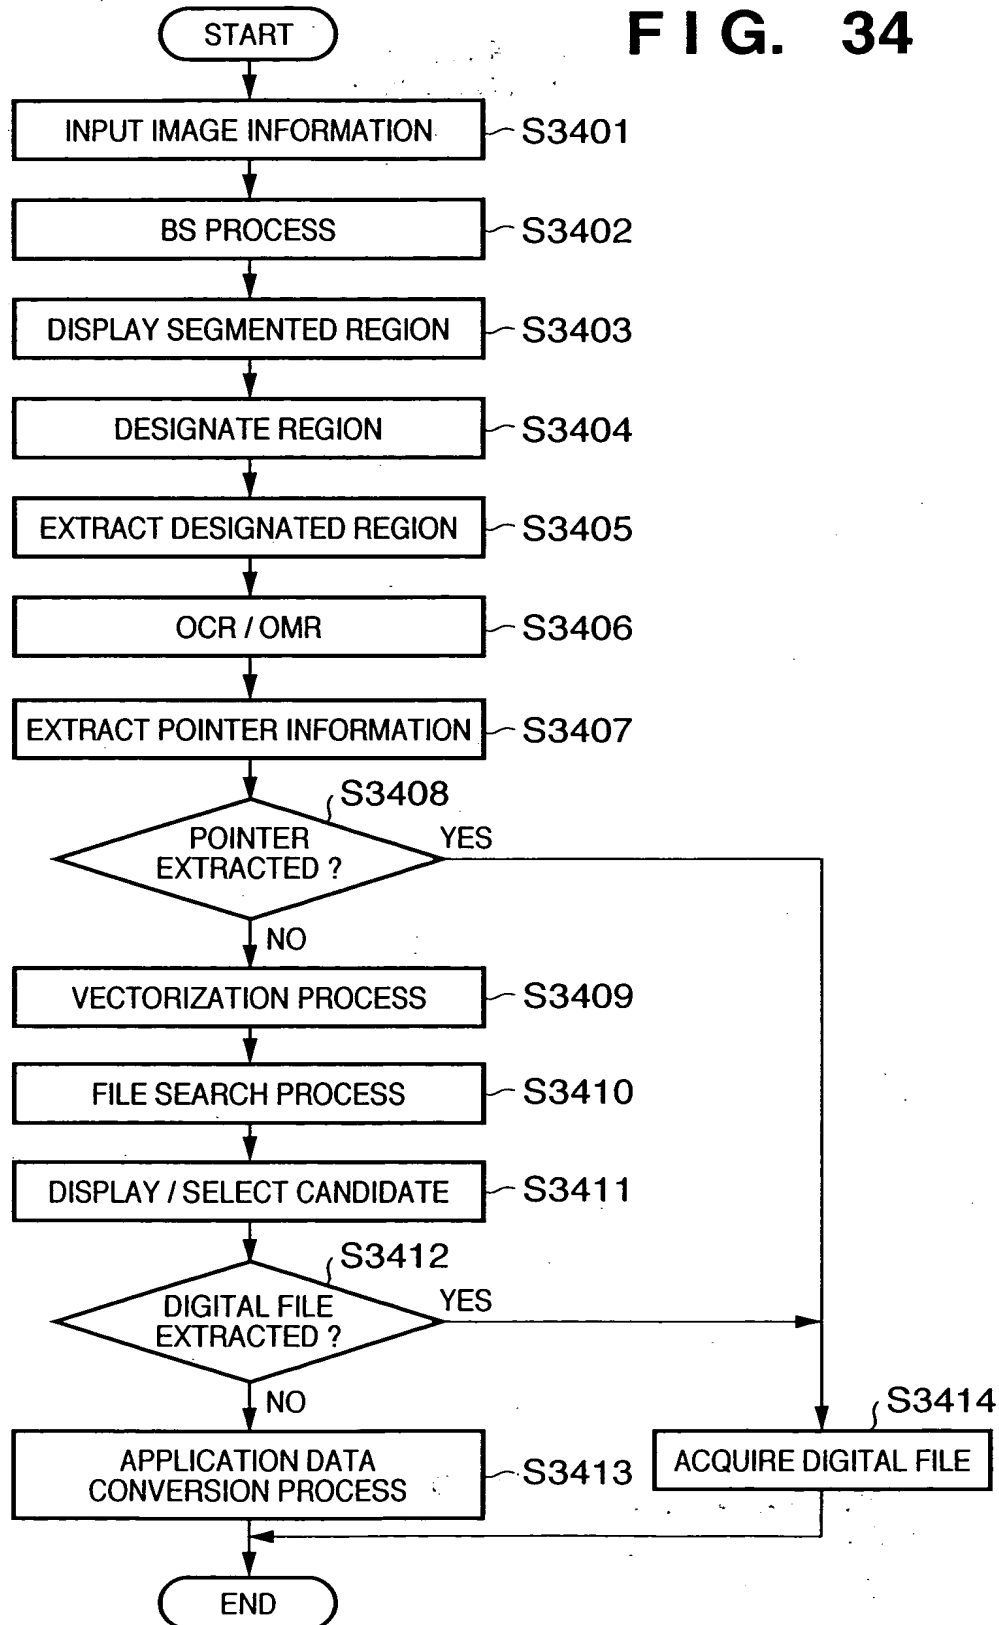 FIG. 34
START
INPUT IMAGE INFORMATION S3401
BS PROCESS S3402
DISPLAY SEGMENTED REGION S3403
DESIGNATE REGION S3404
EXTRACT DESIGNATED REGION S3405
OCR / OMR S3406
EXTRACT POINTER INFORMATION S3407
S3408
POINTER YES
EXTRACTED ?
NO
VECTORIZATION PROCESS S3409
FILE SEARCH PROCESS S3410
DISPLAY / SELECT CANDIDATE S3411
S3412
DIGITAL FILE YES
EXTRACTED ?
NO
S3414
APPLICATION DATA
CONVERSION PROCESS S3413
ACQUIRE DIGITAL FILE
END